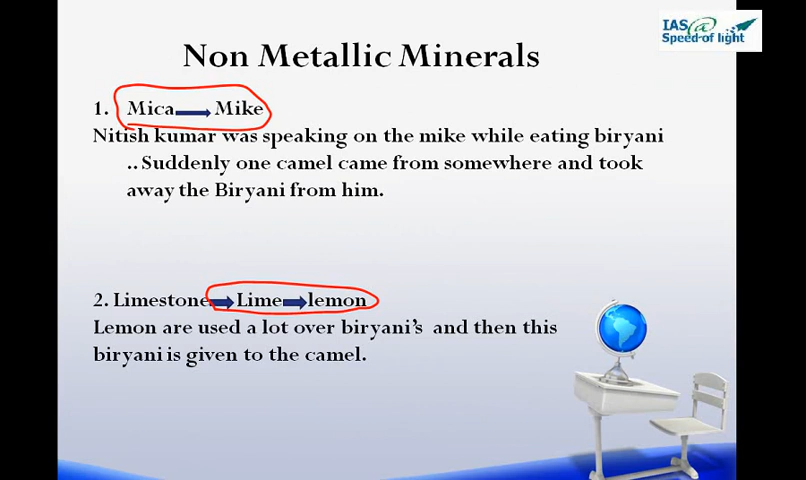 IAS@
Speed of light
Non Metallic Minerals
1. Mica Mike
Nitish kumar was speaking on the mike while eating biryani
..Suddenly one camel came from somewhere and took
away the Biryani from him.
2. Limestone Lime lemon
Lemon are used a lot over biryani's and then this
biryani is given to the camel.